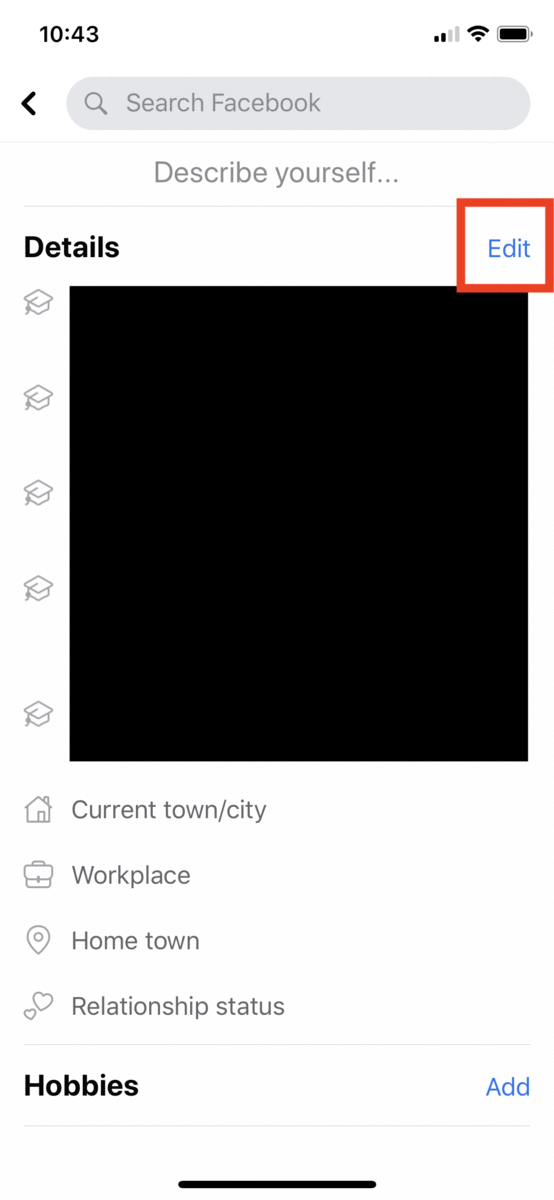 10:43
Search Facebook
Describe yourself...
Details
Edit
Current town/city
Workplace
Home town
Relationship status
Hobbies
Add